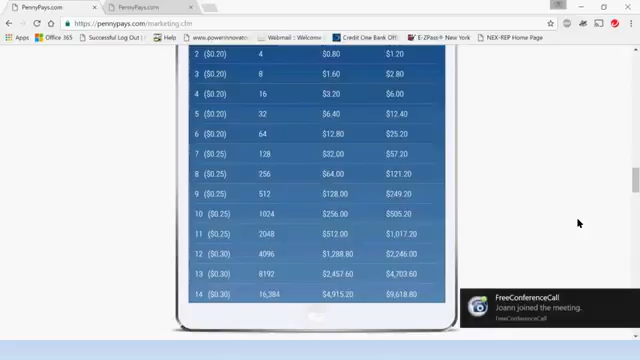 PennyPays.com
PennyPays.com
https://pennypays.com/marketing.cfm
Apps Office 365 Successful Log Out www.powerinnovator Webmail :: Welcome Credit One Bank Off E-ZPass® New York NEX-REP Home Page
2 ($0.20) 4 $0.80 $1.20
3 ($0.20) 8 $1.60 $2.80
4 ($0.20) 16 $3.20 $6.00
5 ($0.20) 32 $6.40 $12.40
6 ($0.20) 64 $12.80 $25.20
7 ($0.25) 128 $32.00 $57.20
8 ($0.25) 256 $64.00 $121.20
9 ($0.25) 512 $128.00 $249.20
10 ($0.25) 1024 $256.00 $505.20
11 ($0.25) 2048 $512.00 $1,017.20
12 ($0.30) 4096 $1,288.80 $2,246.00
13 ($0.30) 8192 $2,457.60 $4,703.60
14 ($0.30) 16,384 $4,915.20 $9,618.80
FreeConferenceCall
Joann joined the meeting.
FreeConferenceCall